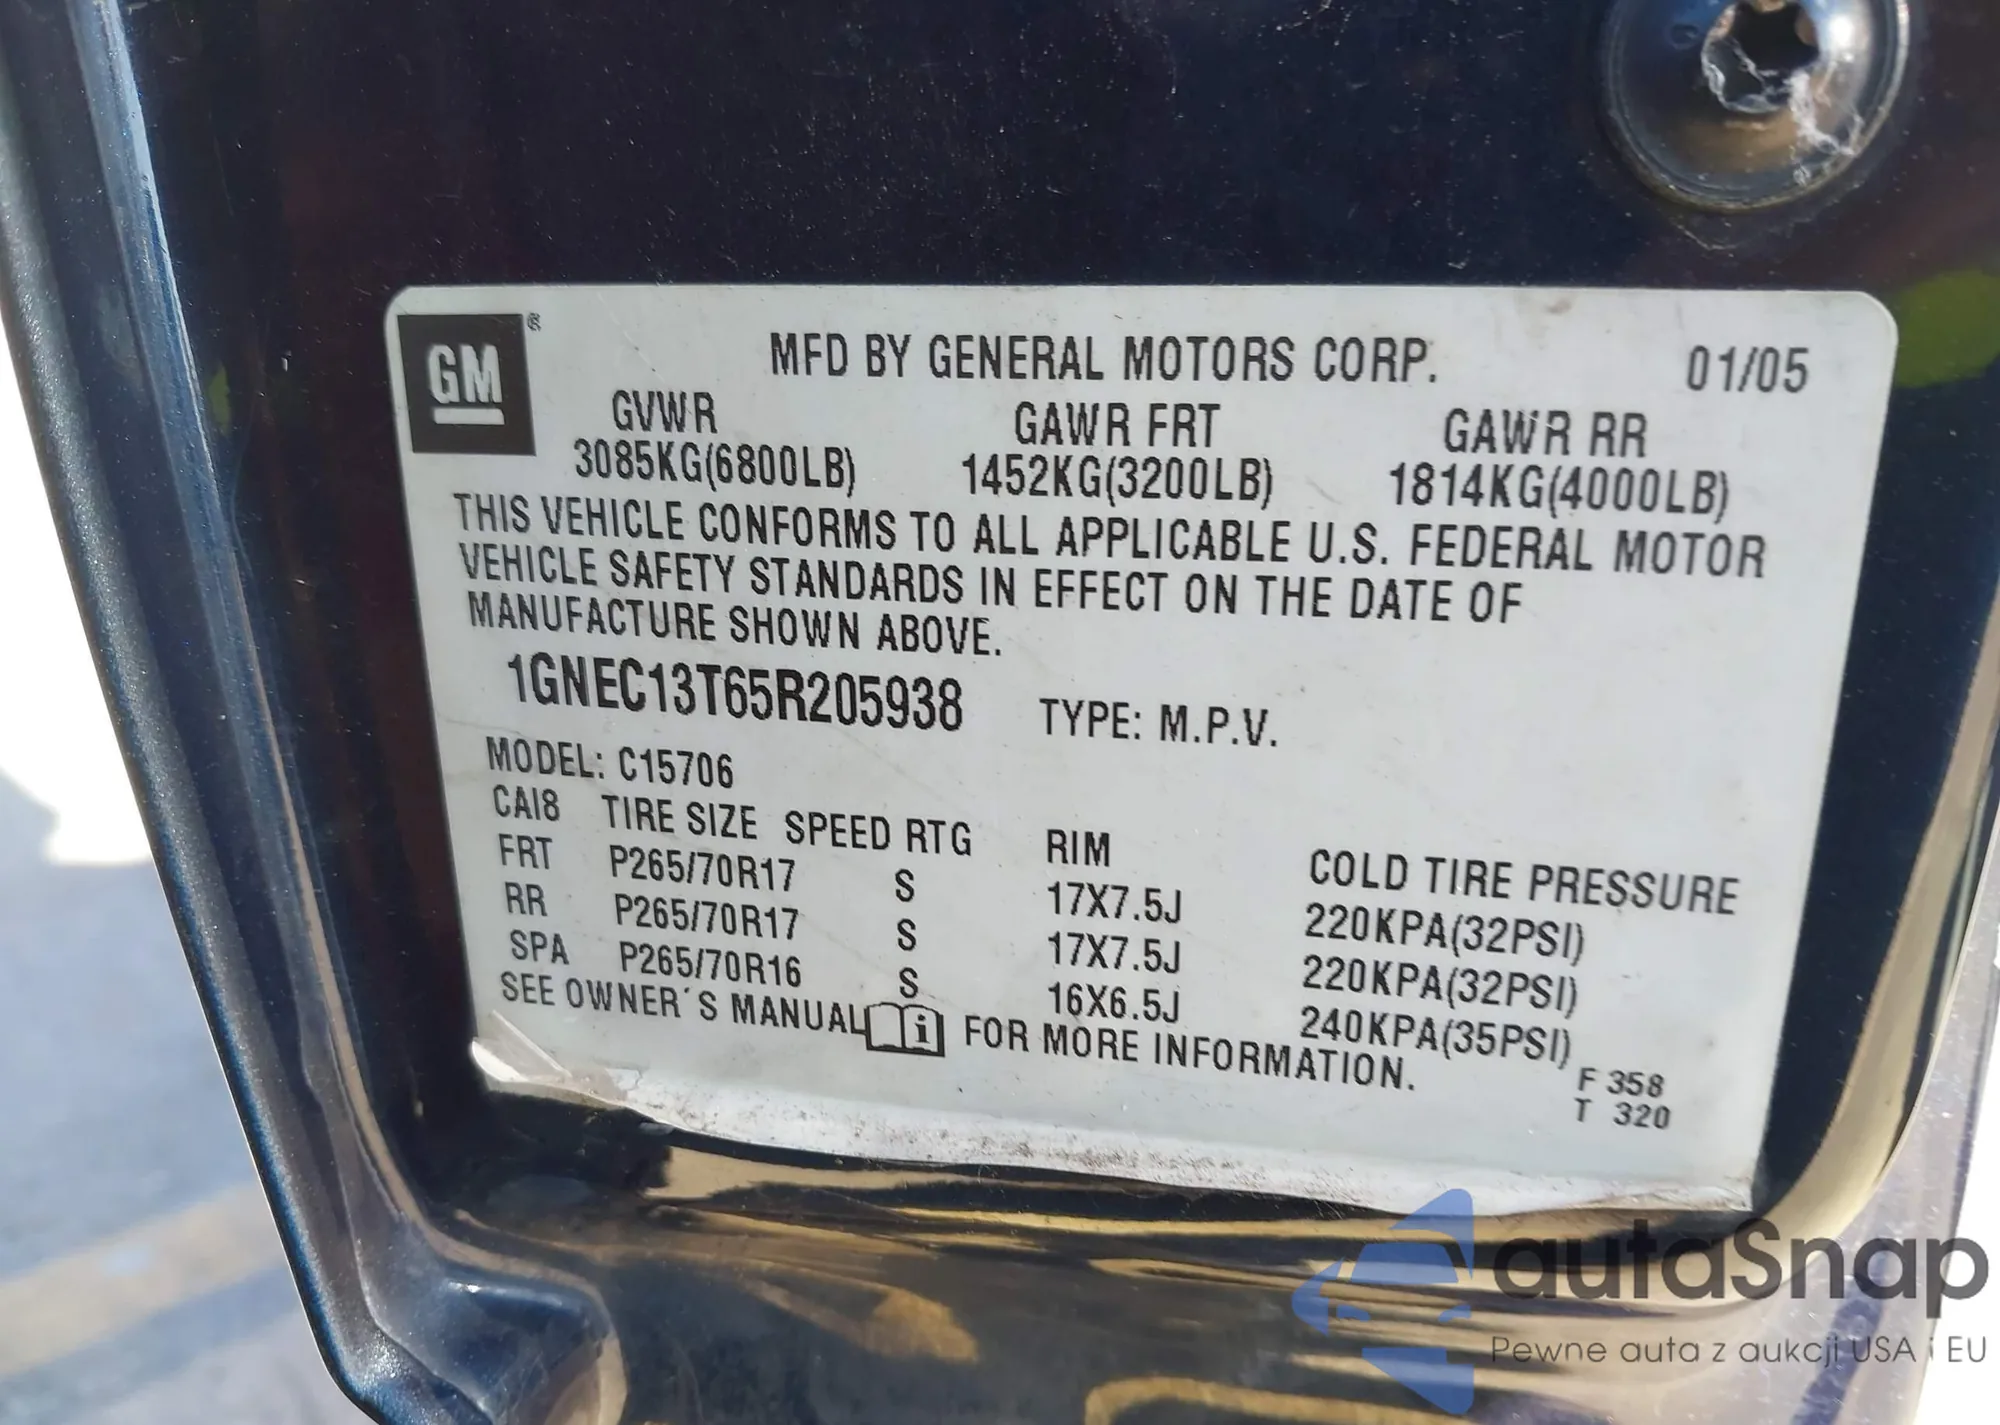 GM®
MFD BY GENERAL MOTORS CORP. 01/05
GVWR GAWR FRT GAWR RR
3085KG(6800LB) 1452KG(3200LB) 1814KG(4000LB)
THIS VEHICLE CONFORMS TO ALL APPLICABLE U.S. FEDERAL MOTOR
VEHICLE SAFETY STANDARDS IN EFFECT ON THE DATE OF
MANUFACTURE SHOWN ABOVE.
1GNEC13T65R205938 TYPE: M.P.V.
MODEL: C15706
CAI8 TIRE SIZE SPEED RTG RIM COLD TIRE PRESSURE
FRT P265/70R17 S 17X7.5J 220KPA(32PSI)
RR P265/70R17 S 17X7.5J 220KPA(32PSI)
SPA P265/70R16 S 16X6.5J 240KPA(35PSI)
SEE OWNER´S MANUAL i FOR MORE INFORMATION.
F 358
T 320
autaSnap
Pewne auta z aukcji USA i EU